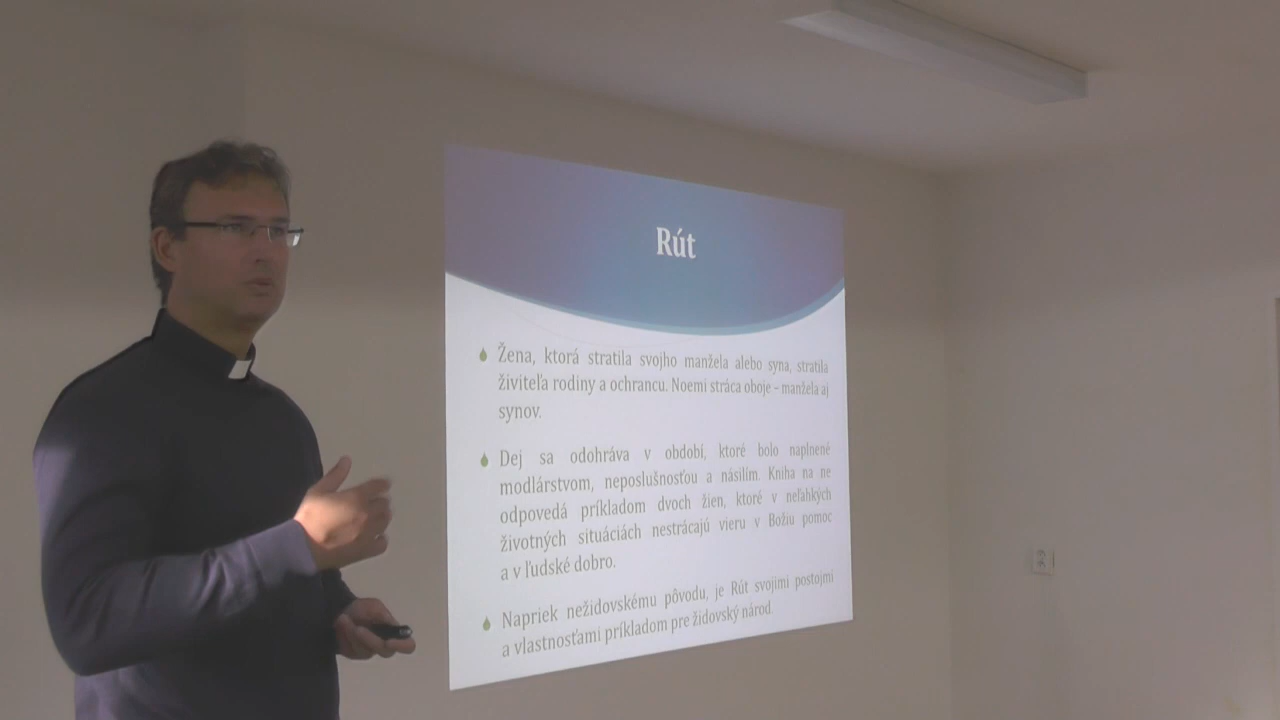 Rút
Žena, ktorá stratila svojho manžela alebo syna, stratila
živiteľa rodiny a ochrancu. Noemi stráca oboje – manžela aj
synov.
Dej sa odohráva v období, ktoré bolo naplnené
modlárstvom, neposlušnosťou a násilím. Kniha na ne
odpovedá príkladom dvoch žien, ktoré v neľahkých
životných situáciách nestrácajú vieru v Božiu pomoc
a v ľudské dobro.
Napriek nežidovskému pôvodu, je Rút svojimi postojmi
a vlastnosťami príkladom pre židovský národ.